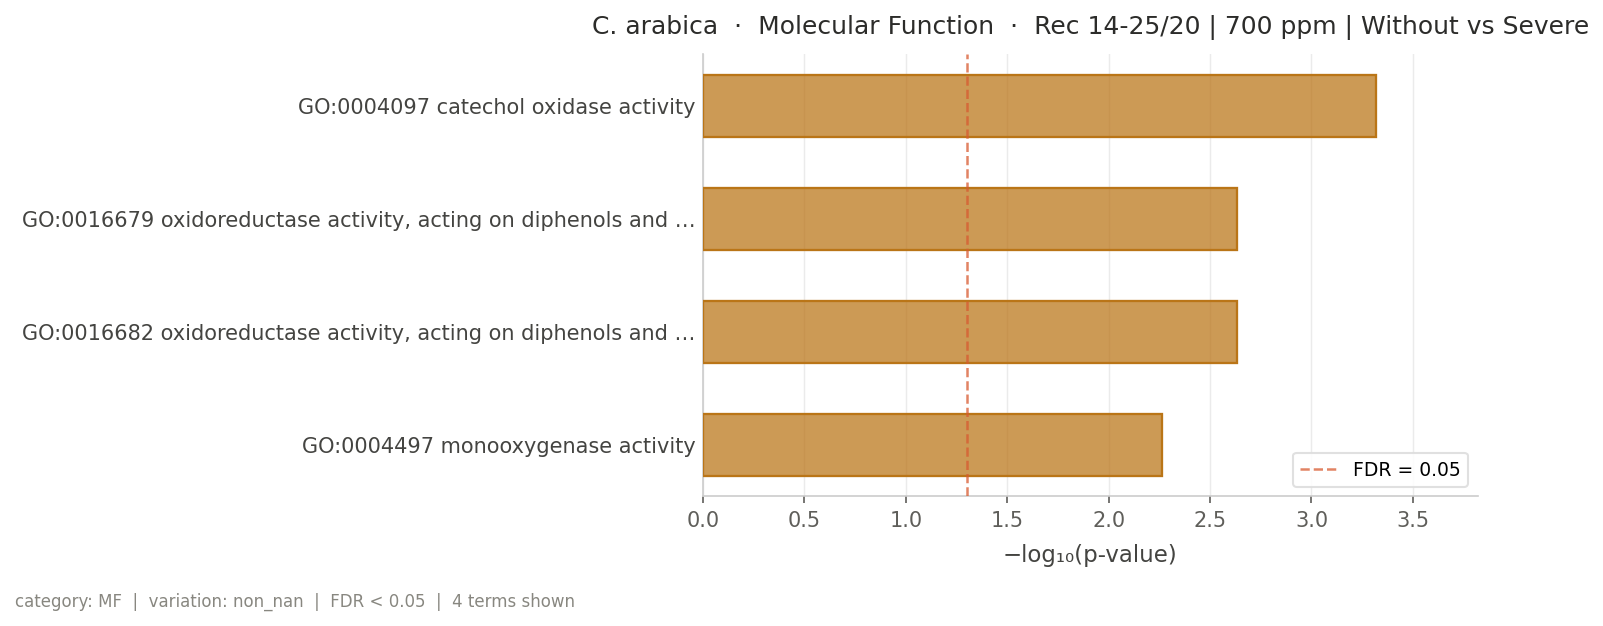 C. arabica  ·  Molecular Function  ·  Rec 14-25/20 | 700 ppm | Without vs Severe
GO:0004097 catechol oxidase activity
GO:0016679 oxidoreductase activity, acting on diphenols and …
GO:0016682 oxidoreductase activity, acting on diphenols and …
GO:0004497 monooxygenase activity
FDR = 0.05
0.0 0.5 1.0 1.5 2.0 2.5 3.0 3.5
−log₁₀(p-value)
category: MF  |  variation: non_nan  |  FDR < 0.05  |  4 terms shown